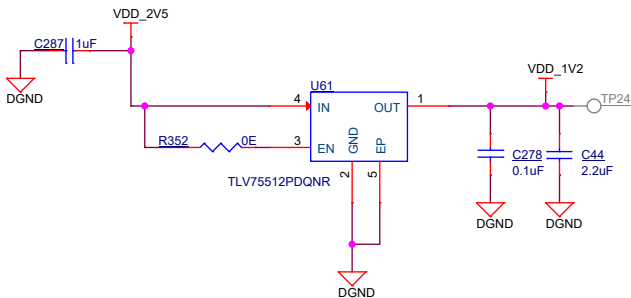 VDD_2V5
C287 1uF
DGND
U61
VDD_1V2
4 IN OUT 1
TP24
R352 0E 3 EN
GND EP
C278 C44
0.1uF 2.2uF
2 5
TLV75512PDQNR
DGND DGND
DGND